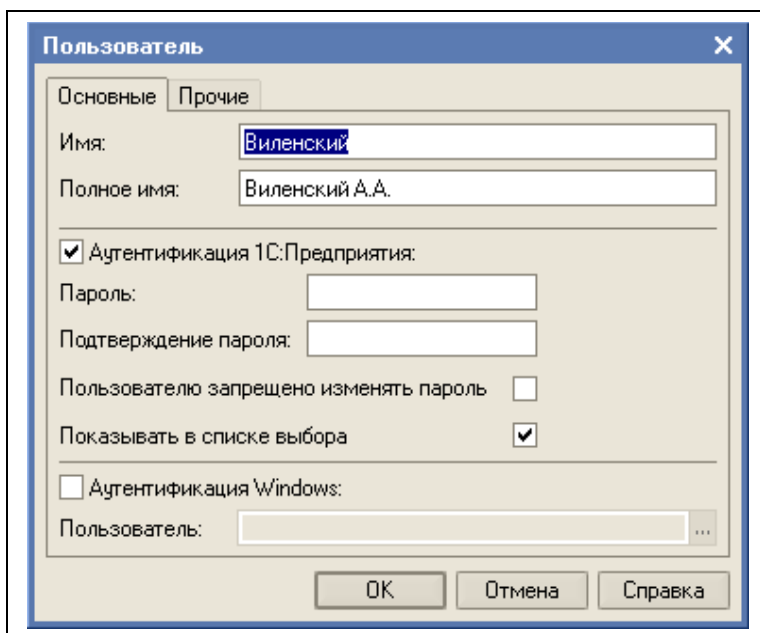 Пользователь
Основные Прочие
Имя: Виленский
Полное имя: Виленский А.А.
Аутентификация 1С:Предприятия:
Пароль:
Подтверждение пароля:
Пользователю запрещено изменять пароль
Показывать в списке выбора
Аутентификация Windows:
Пользователь: ...
OK Отмена Справка